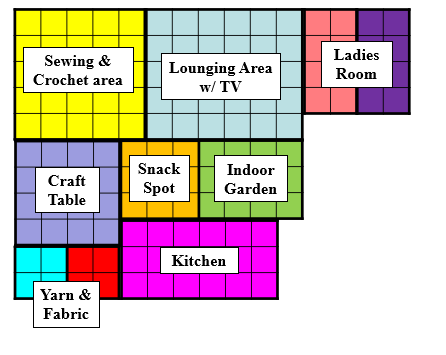 Sewing &
Crochet area
Lounging Area
w/ TV
Ladies
Room
Craft
Table
Snack
Spot
Indoor
Garden
Kitchen
Yarn &
Fabric